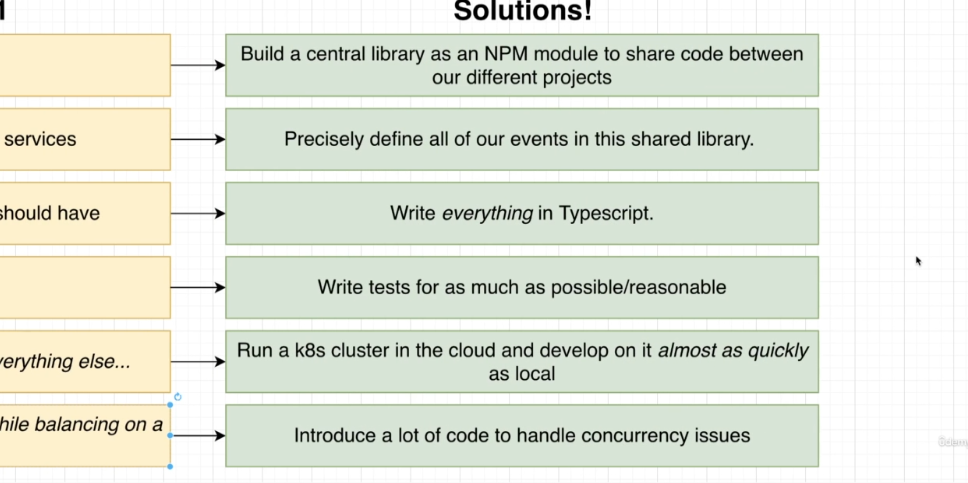 Solutions!
Build a central library as an NPM module to share code between
our different projects
services
Precisely define all of our events in this shared library.
should have
Write everything in Typescript.
Write tests for as much as possible/reasonable
everything else...
Run a k8s cluster in the cloud and develop on it almost as quickly
as local
while balancing on a
Introduce a lot of code to handle concurrency issues